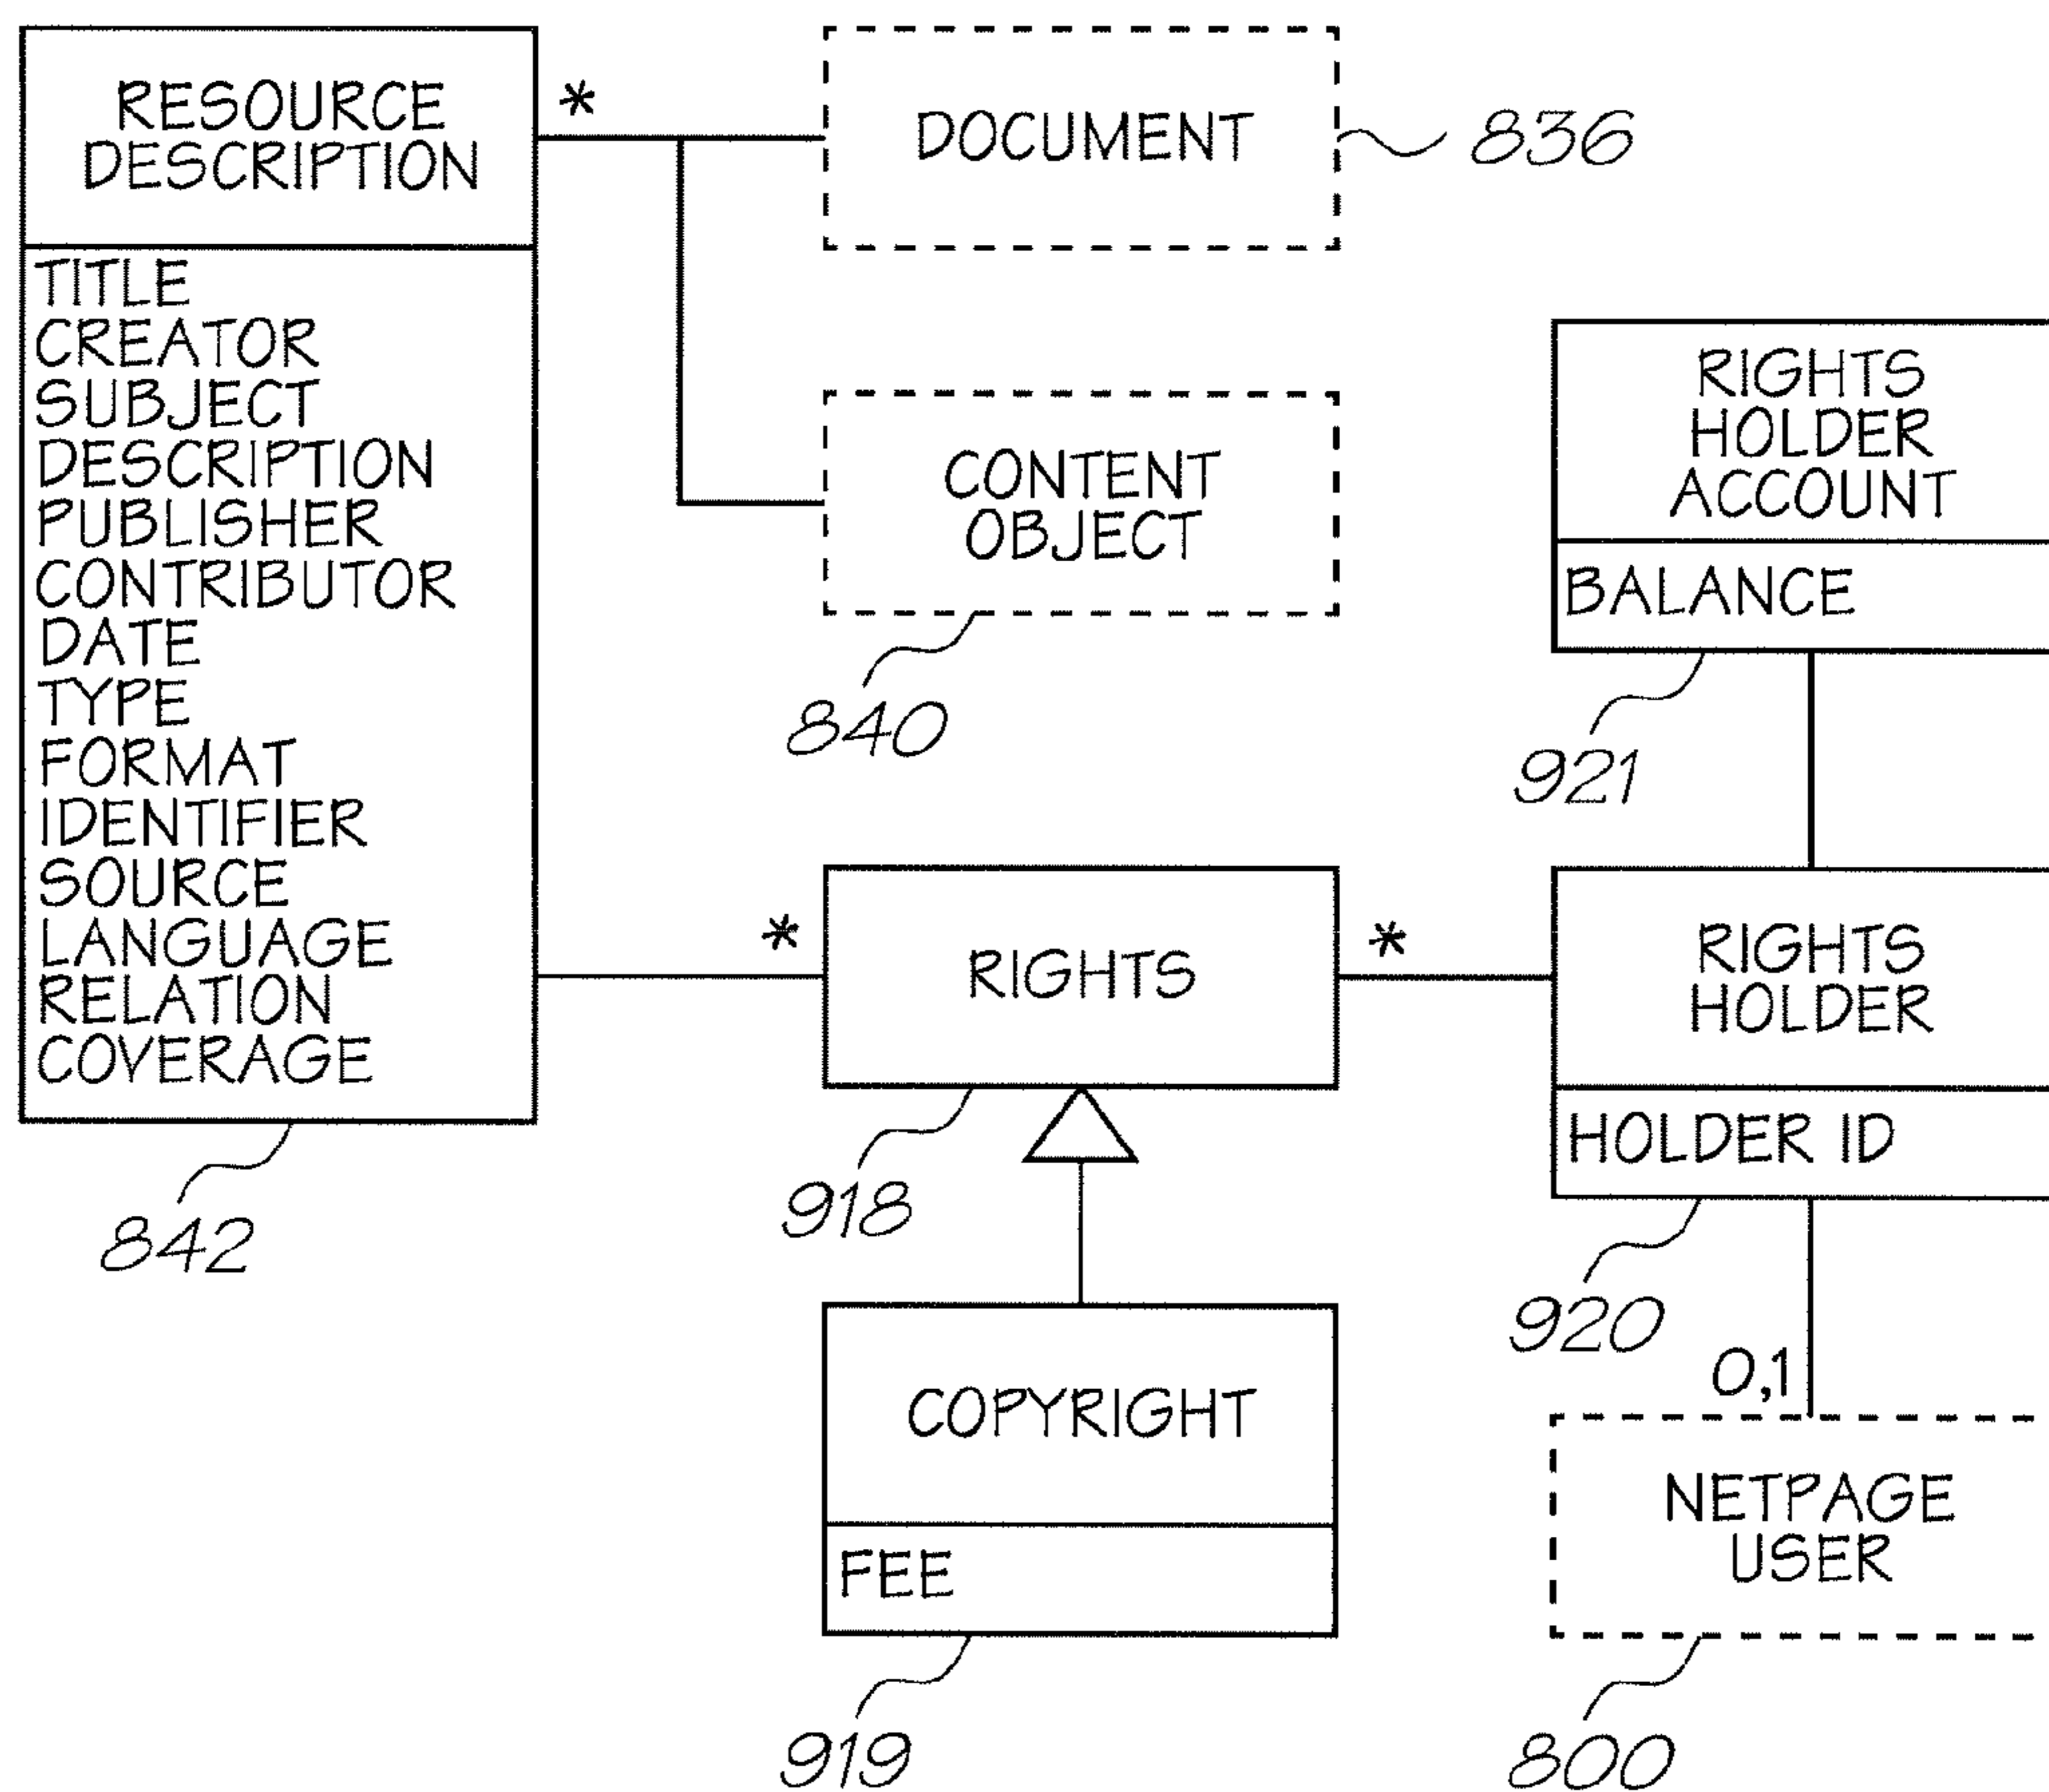 RESOURCE
DESCRIPTION
TITLE
CREATOR
SUBJECT
DESCRIPTION
PUBLISHER
CONTRIBUTOR
DATE
TYPE
FORMAT
IDENTIFIER
SOURCE
LANGUAGE
RELATION
COVERAGE
842
*
DOCUMENT
836
CONTENT
OBJECT
840
*
RIGHTS
918
*
COPYRIGHT
FEE
919
RIGHTS
HOLDER
ACCOUNT
BALANCE
921
RIGHTS
HOLDER
HOLDER ID
920
0,1
NETPAGE
USER
800